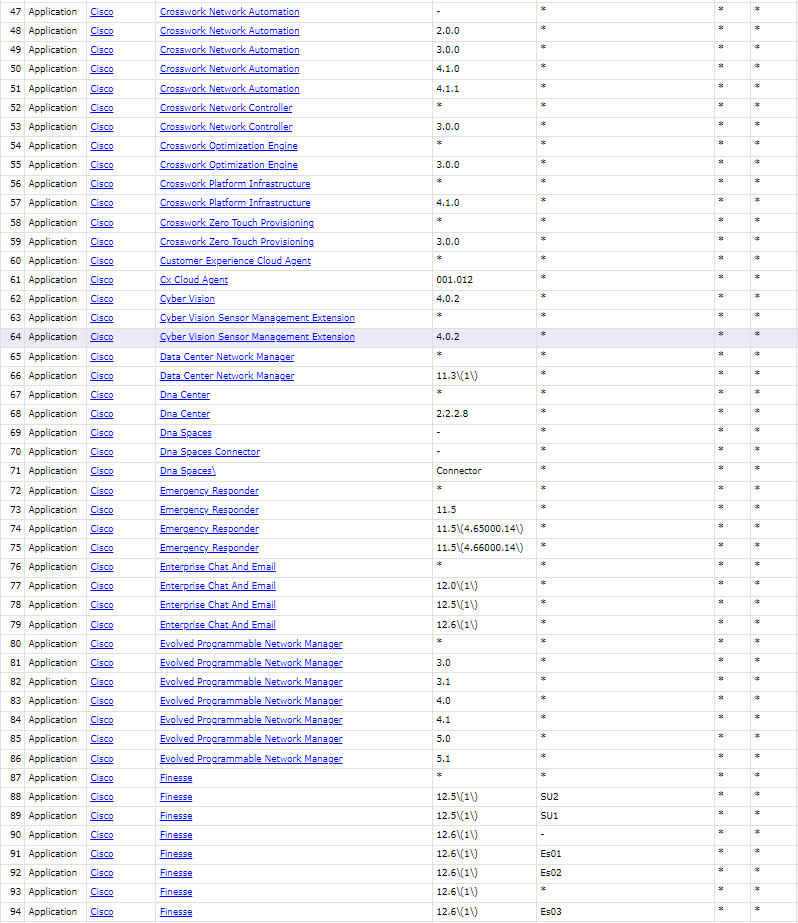 47 Application Cisco Crosswork Network Automation - * * *
48 Application Cisco Crosswork Network Automation 2.0.0 * * *
49 Application Cisco Crosswork Network Automation 3.0.0 * * *
50 Application Cisco Crosswork Network Automation 4.1.0 * * *
51 Application Cisco Crosswork Network Automation 4.1.1 * * *
52 Application Cisco Crosswork Network Controller * * * *
53 Application Cisco Crosswork Network Controller 3.0.0 * * *
54 Application Cisco Crosswork Optimization Engine * * * *
55 Application Cisco Crosswork Optimization Engine 3.0.0 * * *
56 Application Cisco Crosswork Platform Infrastructure * * * *
57 Application Cisco Crosswork Platform Infrastructure 4.1.0 * * *
58 Application Cisco Crosswork Zero Touch Provisioning * * * *
59 Application Cisco Crosswork Zero Touch Provisioning 3.0.0 * * *
60 Application Cisco Customer Experience Cloud Agent * * * *
61 Application Cisco Cx Cloud Agent 001.012 * * *
62 Application Cisco Cyber Vision 4.0.2 * * *
63 Application Cisco Cyber Vision Sensor Management Extension * * * *
64 Application Cisco Cyber Vision Sensor Management Extension 4.0.2 * * *
65 Application Cisco Data Center Network Manager * * * *
66 Application Cisco Data Center Network Manager 11.3\(1\) * * *
67 Application Cisco Dna Center * * * *
68 Application Cisco Dna Center 2.2.2.8 * * *
69 Application Cisco Dna Spaces - * * *
70 Application Cisco Dna Spaces Connector - * * *
71 Application Cisco Dna Spaces\ Connector * * *
72 Application Cisco Emergency Responder * * * *
73 Application Cisco Emergency Responder 11.5 * * *
74 Application Cisco Emergency Responder 11.5\(4.65000.14\) * * *
75 Application Cisco Emergency Responder 11.5\(4.66000.14\) * * *
76 Application Cisco Enterprise Chat And Email * * * *
77 Application Cisco Enterprise Chat And Email 12.0\(1\) * * *
78 Application Cisco Enterprise Chat And Email 12.5\(1\) * * *
79 Application Cisco Enterprise Chat And Email 12.6\(1\) * * *
80 Application Cisco Evolved Programmable Network Manager * * * *
81 Application Cisco Evolved Programmable Network Manager 3.0 * * *
82 Application Cisco Evolved Programmable Network Manager 3.1 * * *
83 Application Cisco Evolved Programmable Network Manager 4.0 * * *
84 Application Cisco Evolved Programmable Network Manager 4.1 * * *
85 Application Cisco Evolved Programmable Network Manager 5.0 * * *
86 Application Cisco Evolved Programmable Network Manager 5.1 * * *
87 Application Cisco Finesse * * * *
88 Application Cisco Finesse 12.5\(1\) SU2 * *
89 Application Cisco Finesse 12.5\(1\) SU1 * *
90 Application Cisco Finesse 12.6\(1\) - * *
91 Application Cisco Finesse 12.6\(1\) Es01 * *
92 Application Cisco Finesse 12.6\(1\) Es02 * *
93 Application Cisco Finesse 12.6\(1\) * * *
94 Application Cisco Finesse 12.6\(1\) Es03 * *